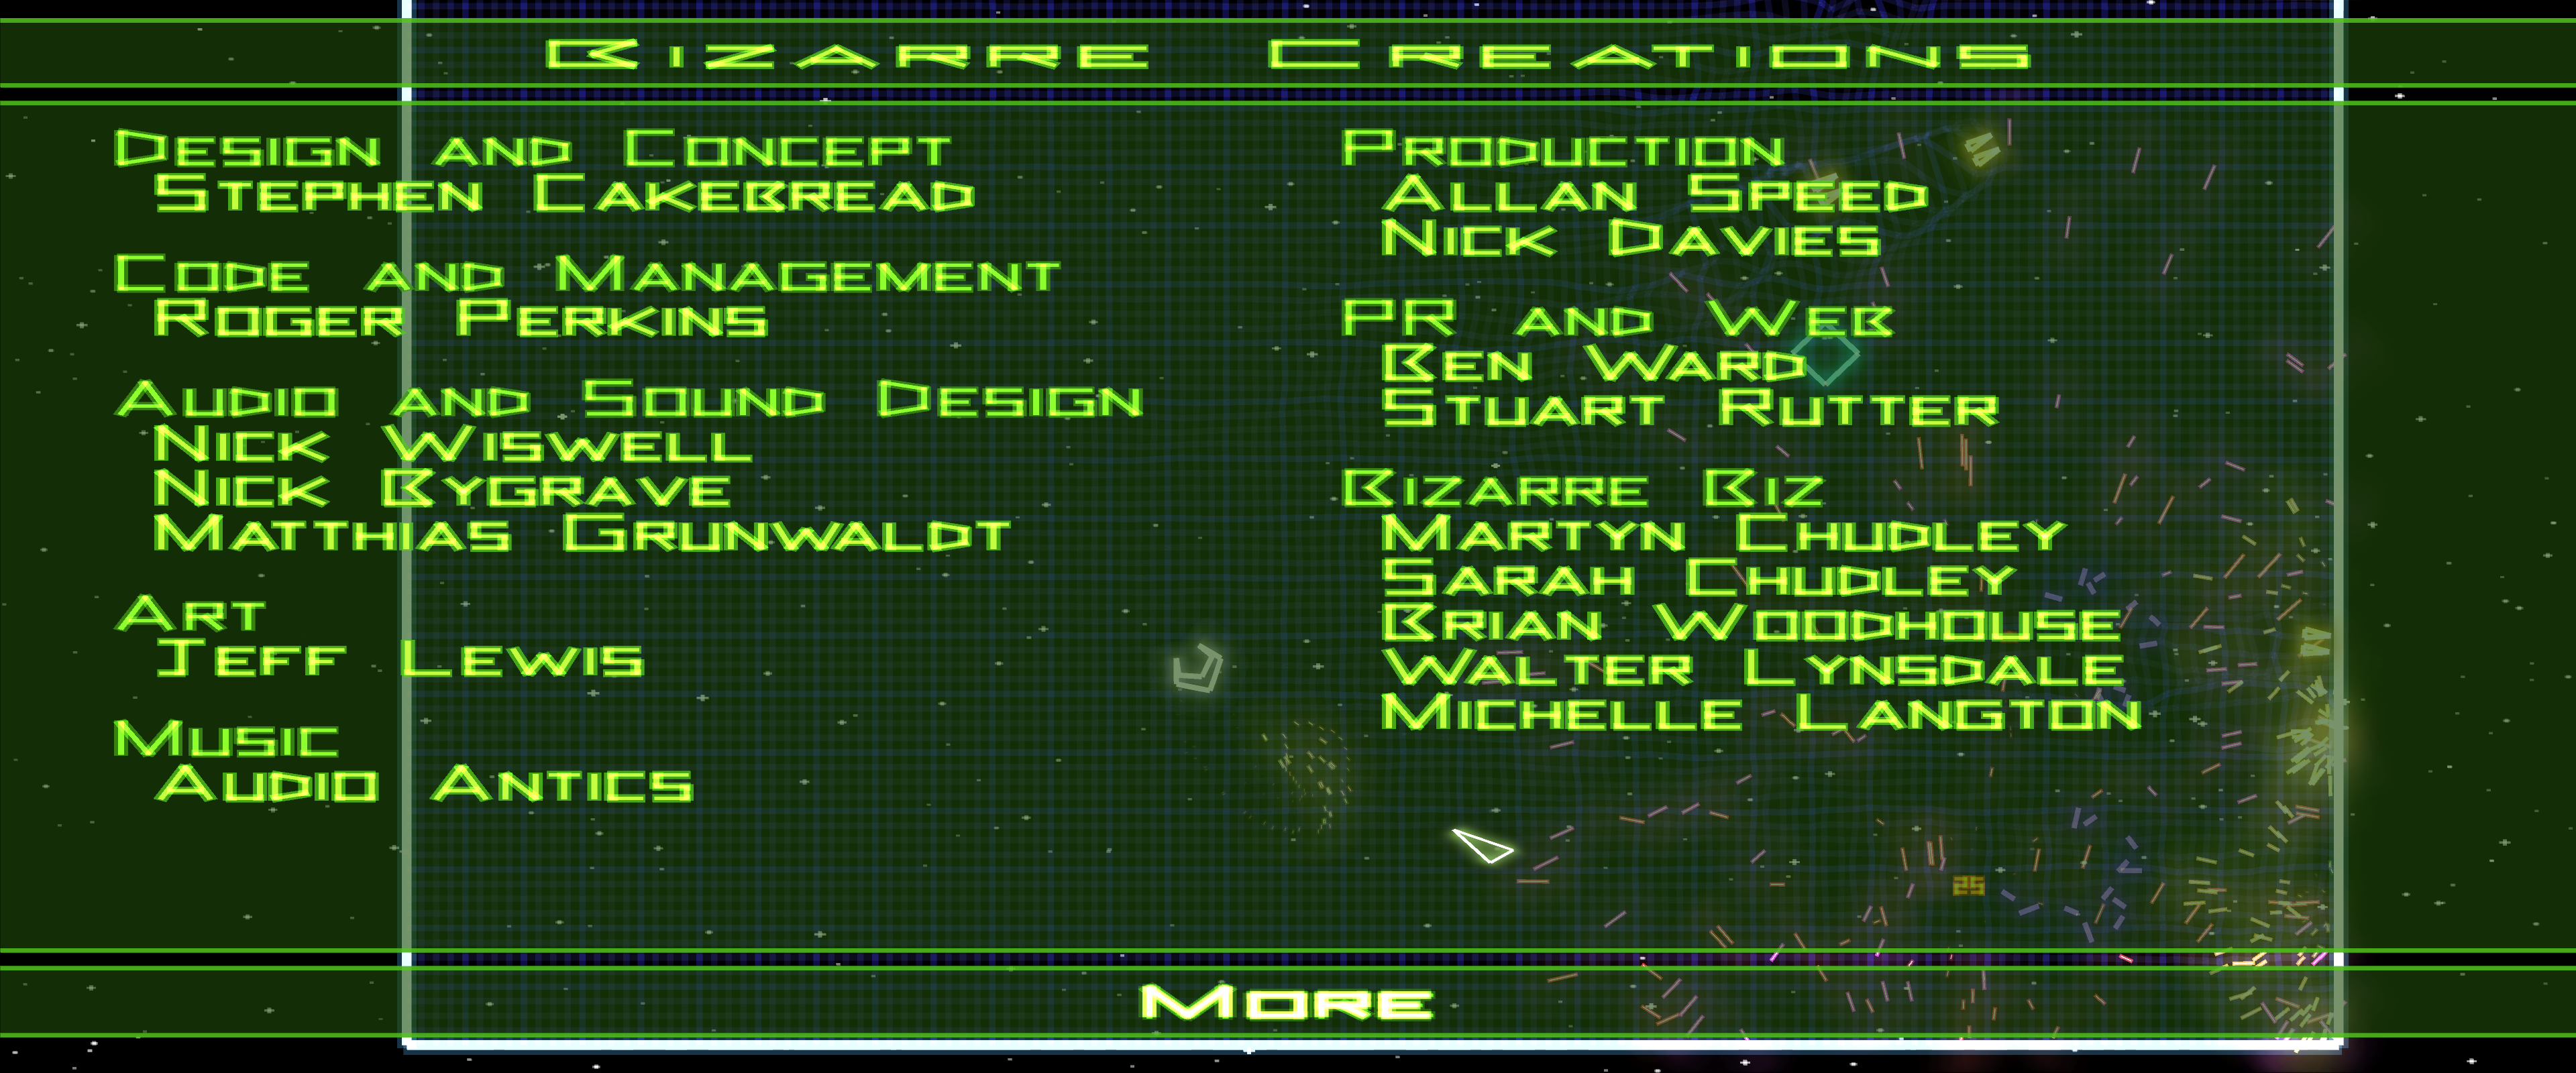 Bizarre Creations
Design and Concept
Stephen Cakebread
Code and Management
Roger Perkins
Audio and Sound Design
Nick Wiswell
Nick Bygrave
Matthias Grunwaldt
Art
Jeff Lewis
Music
Audio Antics
Production
Allan Speed
Nick Davies
PR and Web
Ben Ward
Stuart Rutter
Bizarre Biz
Martyn Chudley
Sarah Chudley
Brian Woodhouse
Walter Lynsdale
Michelle Langton
25
More